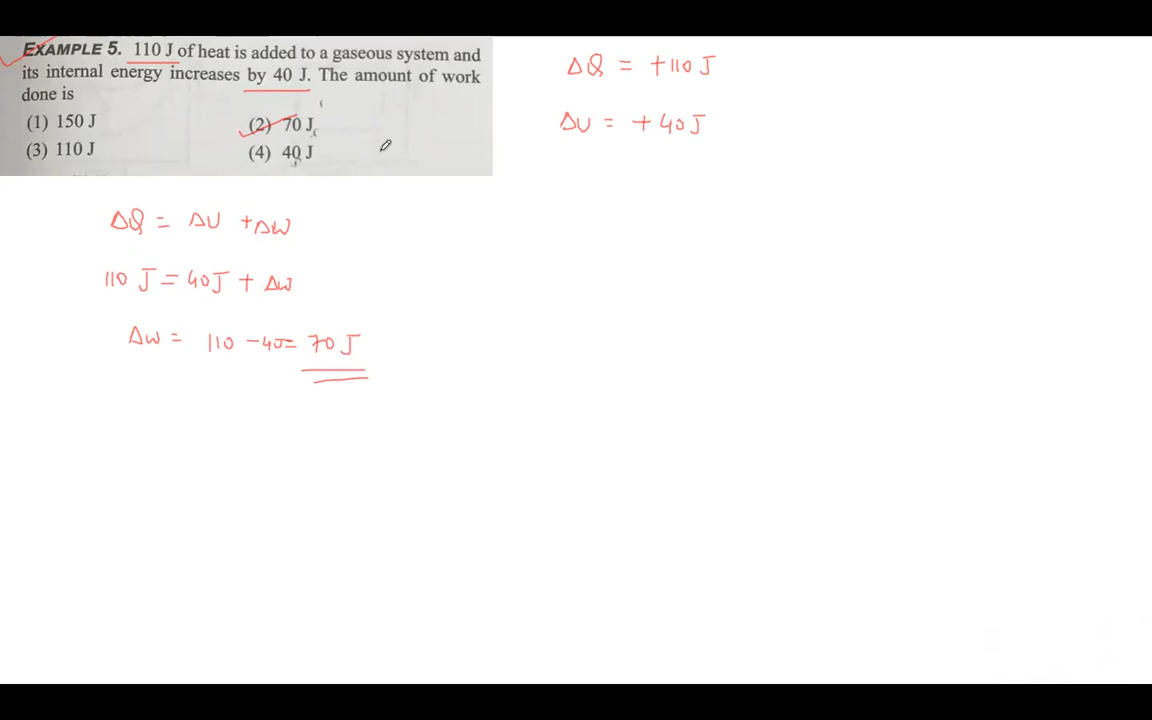 EXAMPLE 5. 110 J of heat is added to a gaseous system and
its internal energy increases by 40 J. The amount of work
done is
(1) 150 J
(2) 70 J
(3) 110 J
(4) 40 J
ΔQ = +110 J
ΔU = +40J
ΔQ = ΔU +ΔW
110 J = 40J + ΔW
ΔW = 110 -40= 70 J